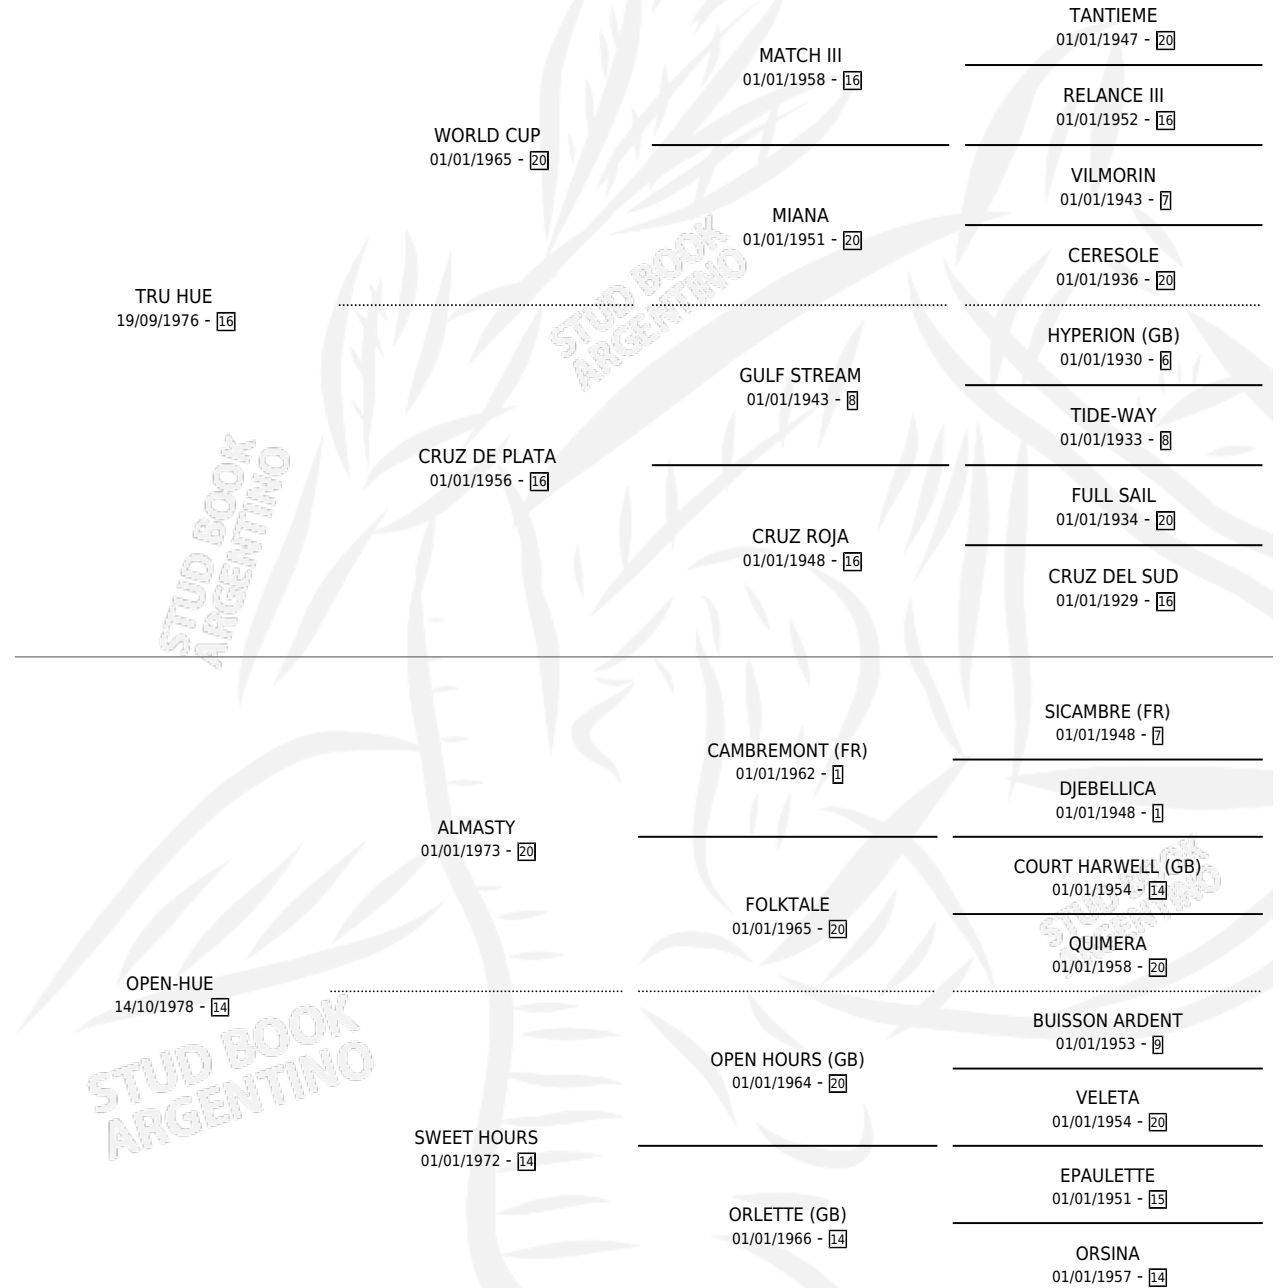 TANTIEME
01/01/1947 - 20
MATCH III
01/01/1958 - 16
RELANCE III
01/01/1952 - 16
WORLD CUP
01/01/1965 - 20
VILMORIN
01/01/1943 - 7
MIANA
01/01/1951 - 20
CERESOLE
01/01/1936 - 20
STUD BOOK
ARGENTINO
TRU HUE
19/09/1976 - 16
HYPERION (GB)
01/01/1930 - 6
GULF STREAM
01/01/1943 - 8
TIDE-WAY
01/01/1933 - 8
CRUZ DE PLATA
01/01/1956 - 16
FULL SAIL
01/01/1934 - 20
CRUZ ROJA
01/01/1948 - 16
CRUZ DEL SUD
01/01/1929 - 16
STUD BOOK
ARGENTINO
SICAMBRE (FR)
01/01/1948 - 7
CAMBREMONT (FR)
01/01/1962 - 1
DJEBELLICA
01/01/1948 - 1
ALMASTY
01/01/1973 - 20
COURT HARWELL (GB)
01/01/1954 - 14
FOLKTALE
01/01/1965 - 20
STUD BOOK
ARGENTINO
QUIMERA
01/01/1958 - 20
OPEN-HUE
14/10/1978 - 14
BUISSON ARDENT
01/01/1953 - 9
OPEN HOURS (GB)
01/01/1964 - 20
STUD BOOK
ARGENTINO
VELETA
01/01/1954 - 20
SWEET HOURS
01/01/1972 - 14
EPAULETTE
01/01/1951 - 15
ORLETTE (GB)
01/01/1966 - 14
ORSINA
01/01/1957 - 14